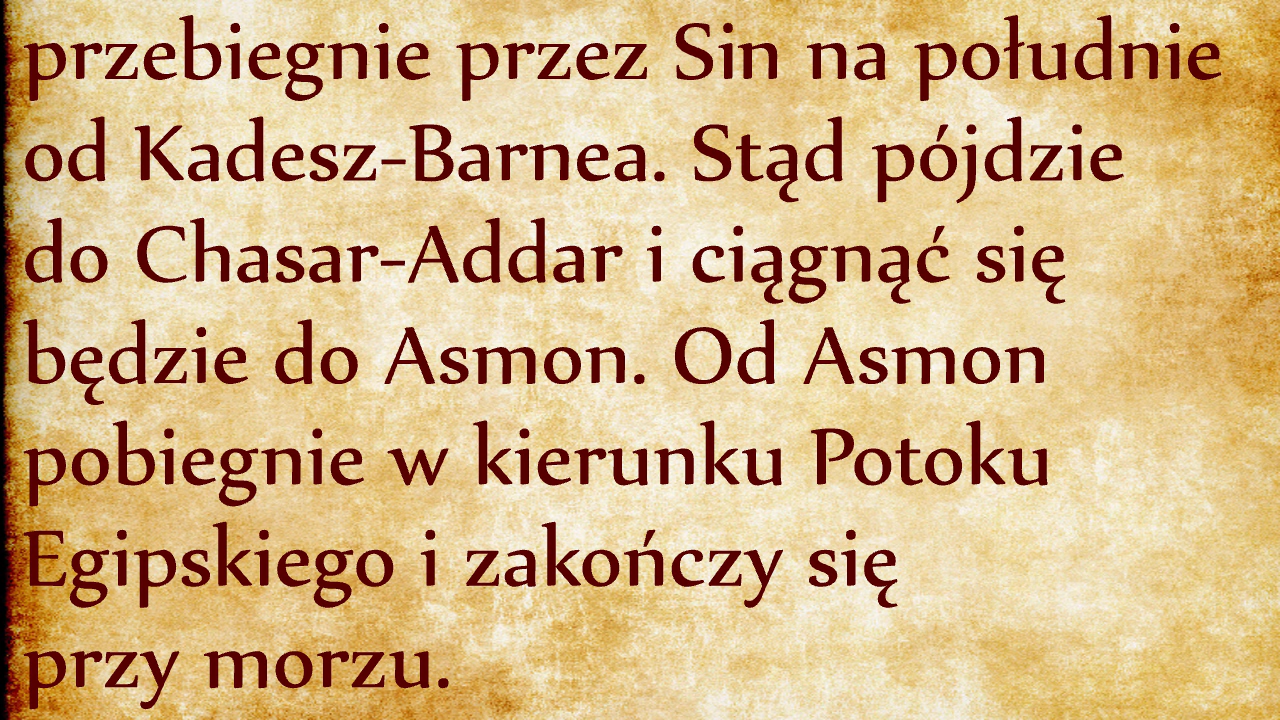 przebiegnie przez Sin na południe
od Kadesz-Barnea. Stąd pójdzie
do Chasar-Addar i ciągnąć się
będzie do Asmon. Od Asmon
pobiegnie w kierunku Potoku
Egipskiego i zakończy się
przy morzu.